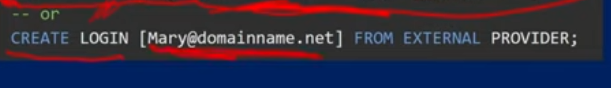 -- or
CREATE LOGIN [Mary@domainname.net] FROM EXTERNAL PROVIDER;